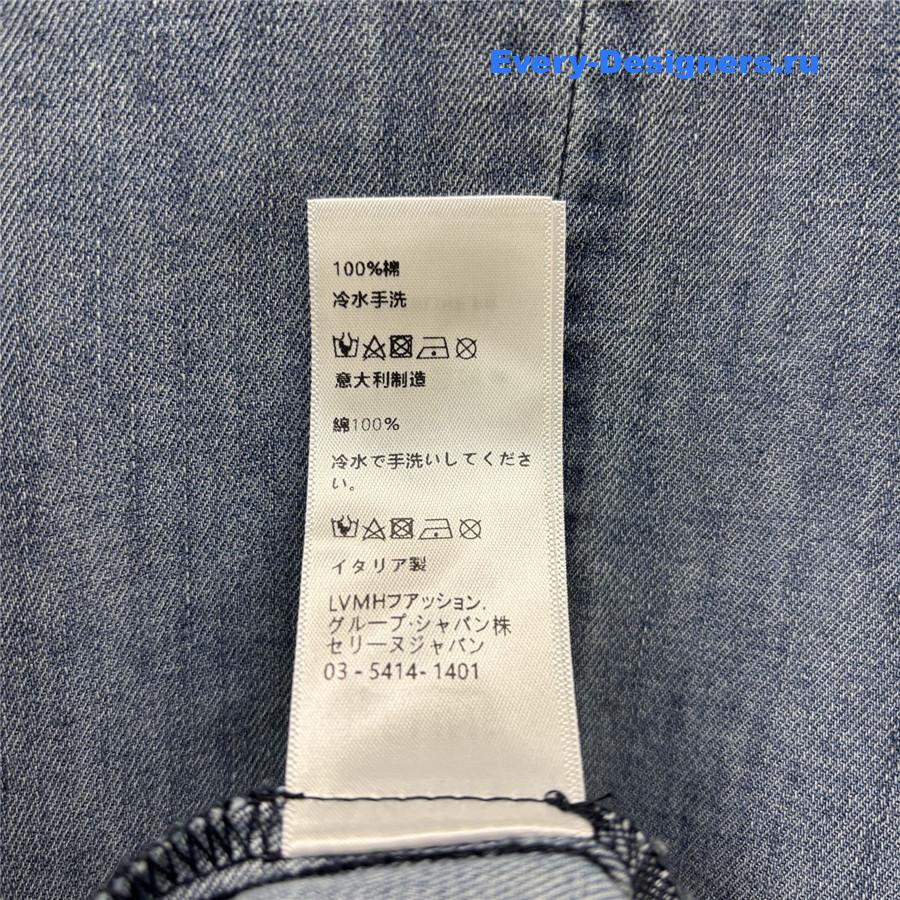 Every-Designers.ru
100%棉
冷水手洗
意大利制造
綿100%
冷水で手洗いしてくださ
い。
イタリア製
LVMHファッション.
グループ・ジャパン株
セリーヌジャパン
03 - 5414- 1401